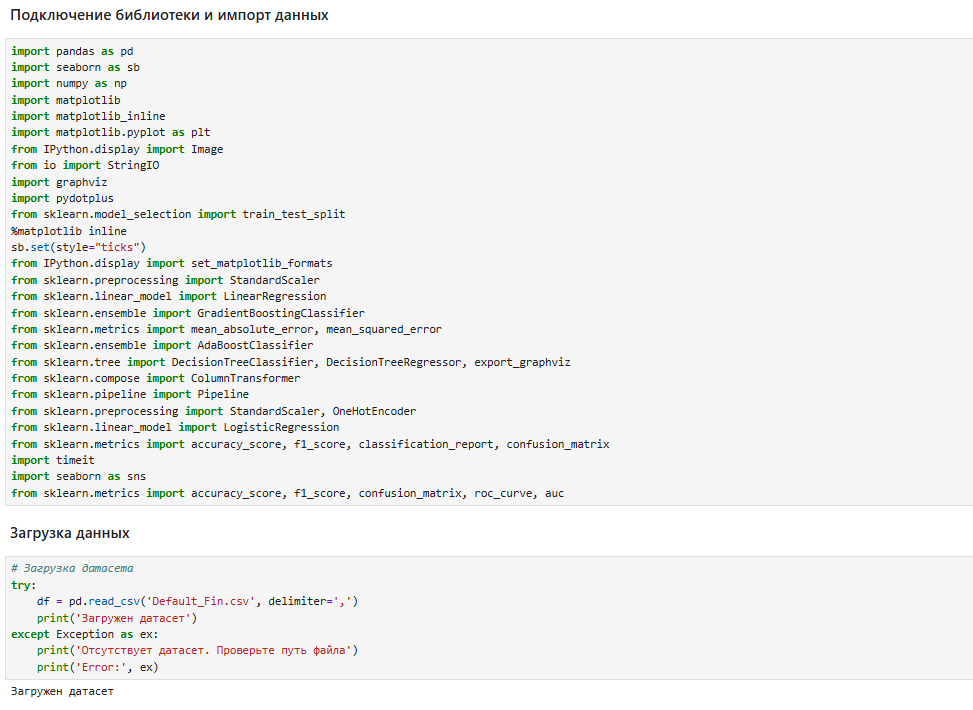 Подключение библиотеки и импорт данных
import pandas as pd
import seaborn as sb
import numpy as np
import matplotlib
import matplotlib_inline
import matplotlib.pyplot as plt
from IPython.display import Image
from io import StringIO
import graphviz
import pydotplus
from sklearn.model_selection import train_test_split
%matplotlib inline
sb.set(style="ticks")
from IPython.display import set_matplotlib_formats
from sklearn.preprocessing import StandardScaler
from sklearn.linear_model import LinearRegression
from sklearn.ensemble import GradientBoostingClassifier
from sklearn.metrics import mean_absolute_error, mean_squared_error
from sklearn.ensemble import AdaBoostClassifier
from sklearn.tree import DecisionTreeClassifier, DecisionTreeRegressor, export_graphviz
from sklearn.compose import ColumnTransformer
from sklearn.pipeline import Pipeline
from sklearn.preprocessing import StandardScaler, OneHotEncoder
from sklearn.linear_model import LogisticRegression
from sklearn.metrics import accuracy_score, f1_score, classification_report, confusion_matrix
import timeit
import seaborn as sns
from sklearn.metrics import accuracy_score, f1_score, confusion_matrix, roc_curve, auc
Загрузка данных
# Загрузка датасета
try:
    df = pd.read_csv('Default_Fin.csv', delimiter=',')
    print('Загружен датасет')
except Exception as ex:
    print('Отсутствует датасет. Проверьте путь файла')
    print('Error:', ex)
Загружен датасет